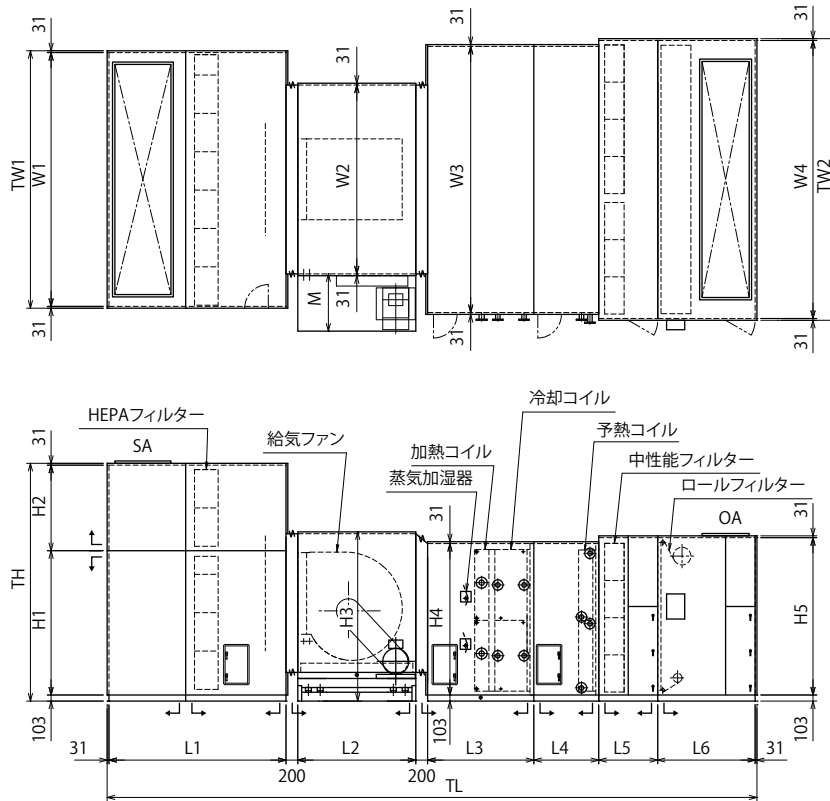 31
31
31
31
TW1
W1
W2
W3
W4
TW2
M
31
31
31
31
冷却コイル
HEPAフィルター
給気ファン
加熱コイル
予熱コイル
SA
蒸気加湿器
中性能フィルター
ロールフィルター
OA
31
31
31
H2
TH
H1
H3
H4
H5
103
103
103
31
L1
200
L2
200
L3
L4
L5
L6
31
TL